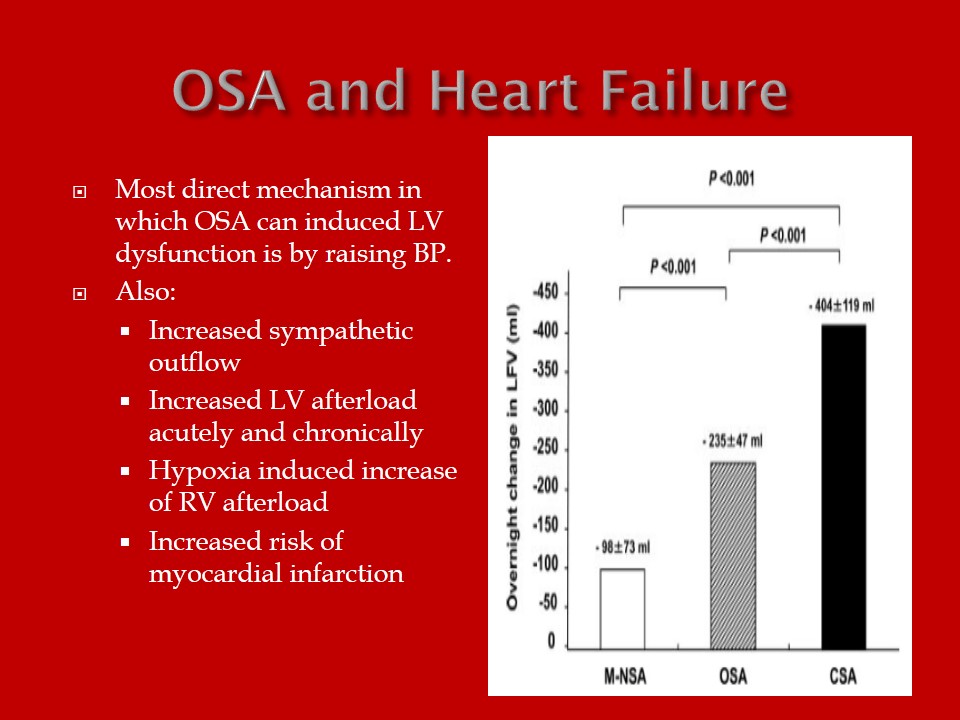 OSA and Heart Failure
Most direct mechanism in
which OSA can induced LV
dysfunction is by raising BP.
Also:
Increased sympathetic
outflow
Increased LV afterload
acutely and chronically
Hypoxia induced increase
of RV afterload
Increased risk of
myocardial infarction
P <0.001
P <0.001
P <0.001
Overnight change in LFV (ml)
-450
-400
-350
-300
-250
-200
-150
-100
-50
0
- 98±73 ml
- 235±47 ml
- 404±119 ml
M-NSA OSA CSA